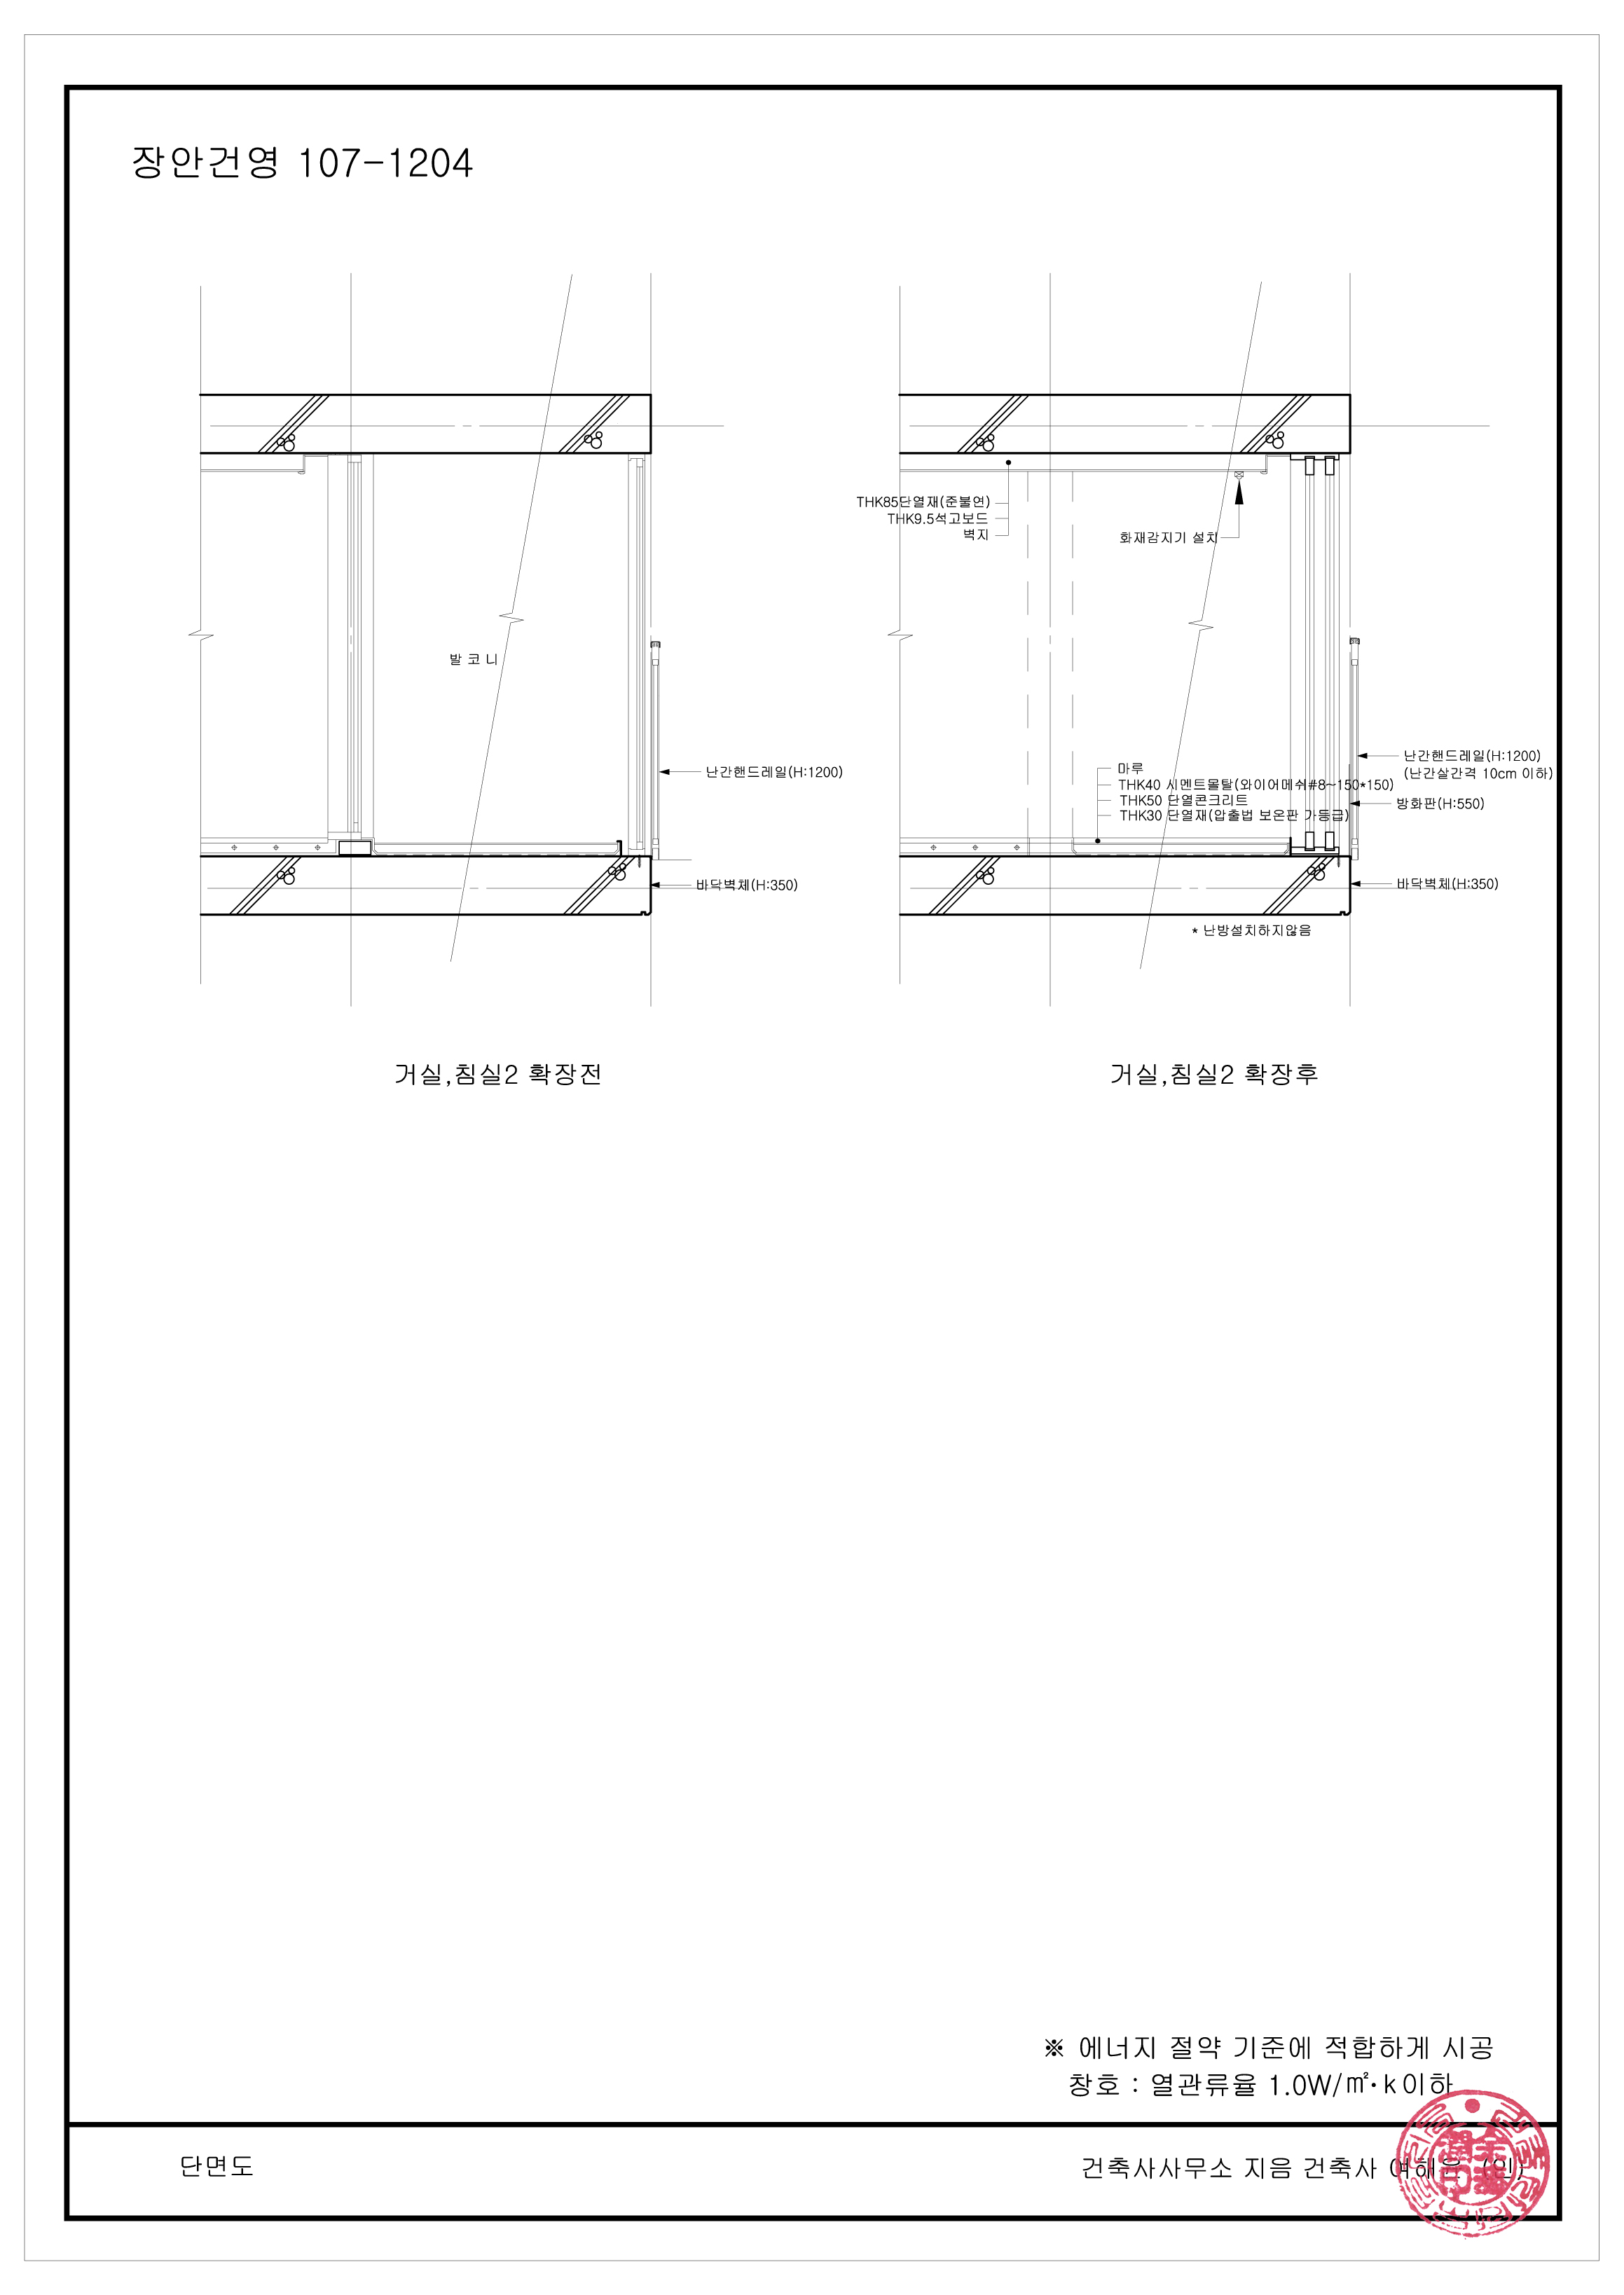 장안건영 107-1204
THK85단열재(준불연)
THK9.5석고보드
벽지
화재감지기 설치
발 코 니
난간핸드레일(H:1200)
바닥벽체(H:350)
마루
THK40 시멘트몰탈(와이어메쉬#8~150*150)
THK50 단열콘크리트
THK30 단열재(압출법 보온판 가등급)
난간핸드레일(H:1200)
(난간살간격 10cm 이하)
방화판(H:550)
바닥벽체(H:350)
* 난방설치하지않음
거실,침실2 확장전
거실,침실2 확장후
※ 에너지 절약 기준에 적합하게 시공
창호 : 열관류율 1.0W/㎡·k이하
단면도
건축사사무소 지음 건축사 (인)